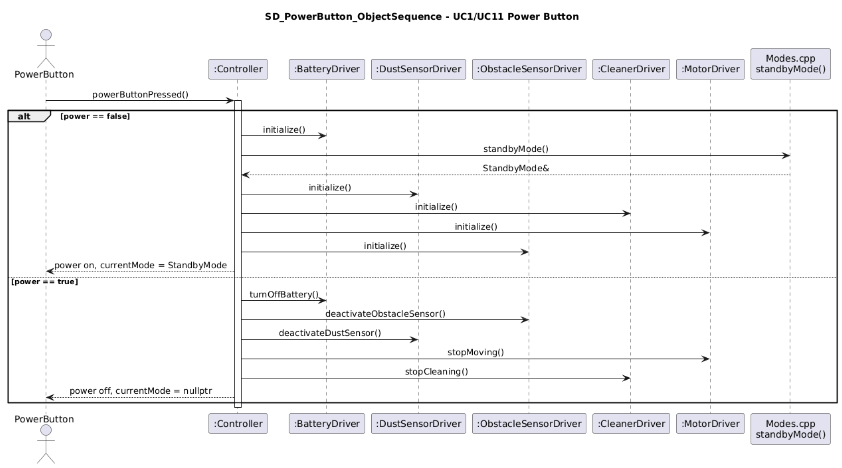 SD_PowerButton_ObjectSequence - UC1/UC11 Power Button
PowerButton
:Controller
:BatteryDriver
:DustSensorDriver
:ObstacleSensorDriver
:CleanerDriver
:MotorDriver
Modes.cpp
standbyMode()
powerButtonPressed()
alt
[power == false]
initialize()
standbyMode()
StandbyMode&
initialize()
initialize()
initialize()
initialize()
power on, currentMode = StandbyMode
[power == true]
turnOffBattery()
deactivateObstacleSensor()
deactivateDustSensor()
stopMoving()
stopCleaning()
power off, currentMode = nullptr
PowerButton
:Controller
:BatteryDriver
:DustSensorDriver
:ObstacleSensorDriver
:CleanerDriver
:MotorDriver
Modes.cpp
standbyMode()